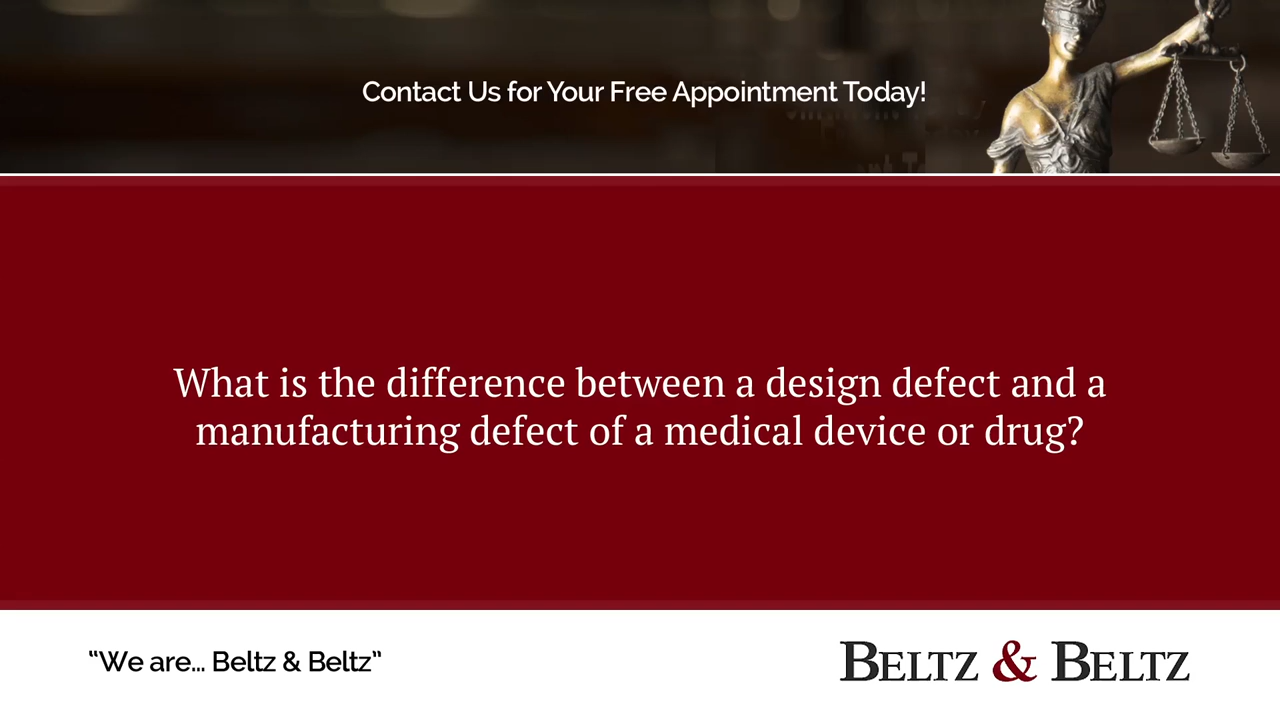 Contact Us for Your Free Appointment Today!
What is the difference between a design defect and a
manufacturing defect of a medical device or drug?
“We are... Beltz & Beltz”
BELTZ & BELTZ